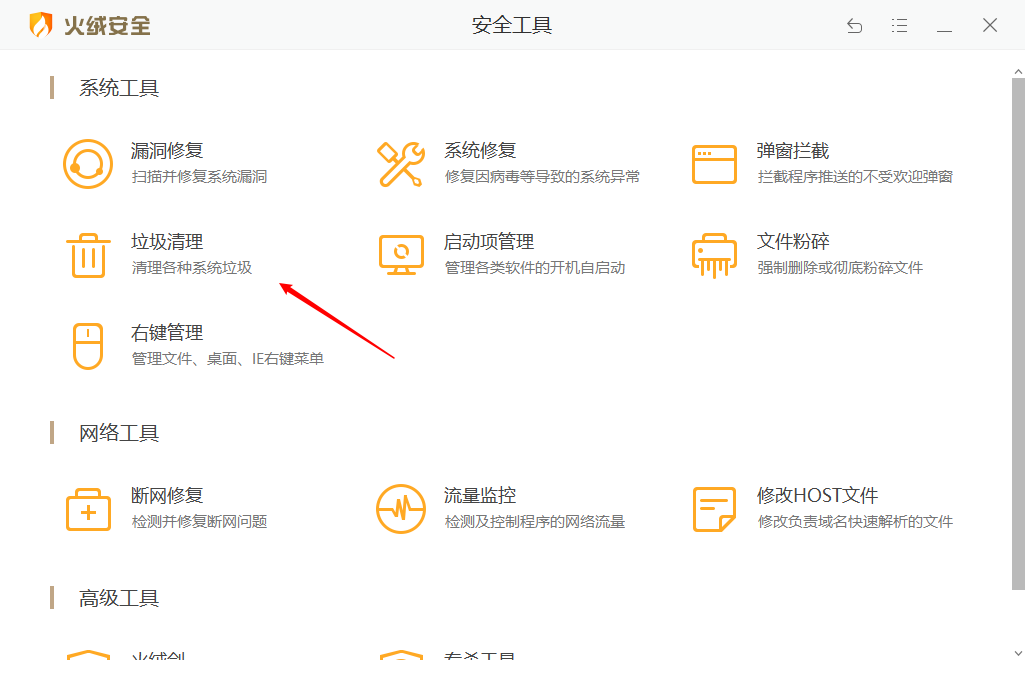 火绒安全
安全工具
系统工具
漏洞修复
扫描并修复系统漏洞
系统修复
修复因病毒等导致的系统异常
弹窗拦截
拦截程序推送的不受欢迎弹窗
垃圾清理
清理各种系统垃圾
启动项管理
管理各类软件的开机自启动
文件粉碎
强制删除或彻底粉碎文件
右键管理
管理文件、桌面、IE右键菜单
网络工具
断网修复
检测并修复断网问题
流量监控
检测及控制程序的网络流量
修改HOST文件
修改负责域名快速解析的文件
高级工具
火绒剑
专杀工具